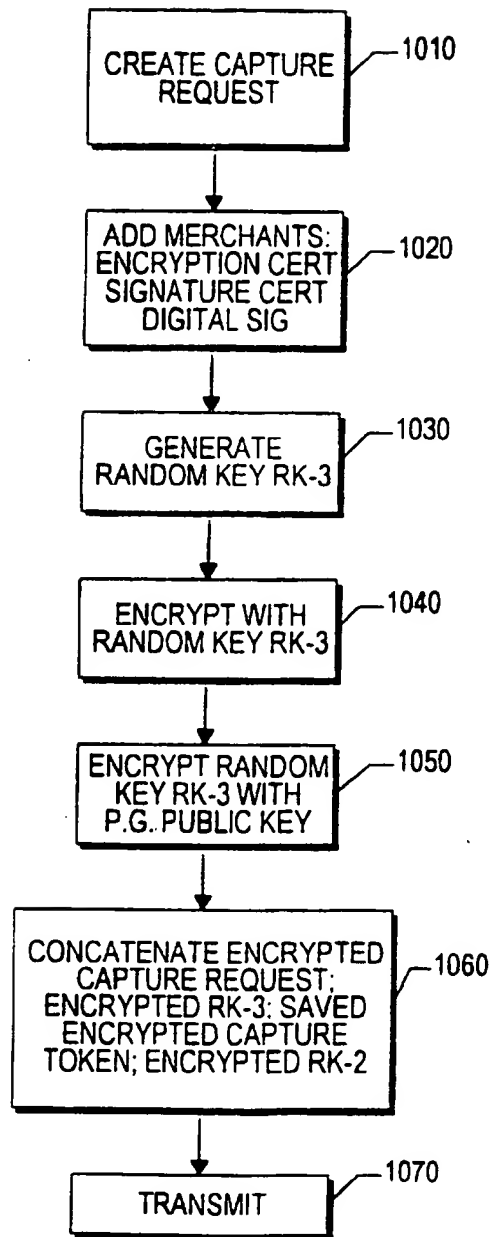 CREATE CAPTURE
REQUEST
1010
ADD MERCHANTS:
ENCRYPTION CERT
SIGNATURE CERT
DIGITAL SIG
1020
GENERATE
RANDOM KEY RK-3
1030
ENCRYPT WITH
RANDOM KEY RK-3
1040
ENCRYPT RANDOM
KEY RK-3 WITH
P.G. PUBLIC KEY
1050
CONCATENATE ENCRYPTED
CAPTURE REQUEST;
ENCRYPTED RK-3: SAVED
ENCRYPTED CAPTURE
TOKEN; ENCRYPTED RK-2
1060
TRANSMIT
1070